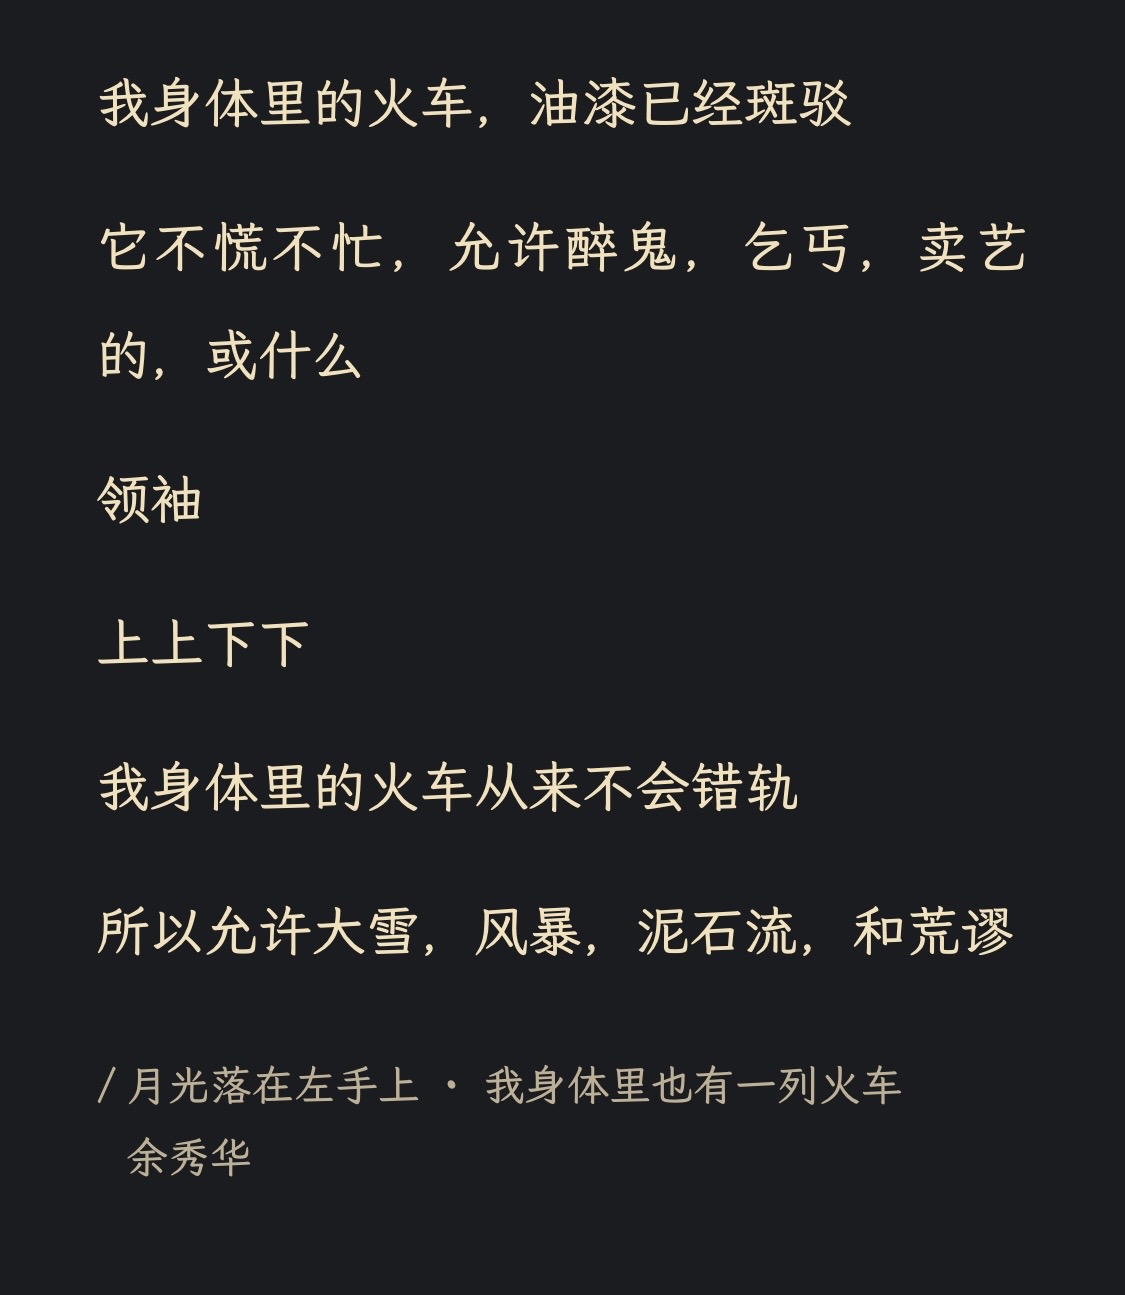 我身体里的火车，油漆已经斑驳
它不慌不忙，允许醉鬼，乞丐，卖艺
的，或什么
领袖
上上下下
我身体里的火车从来不会错轨
所以允许大雪，风暴，泥石流，和荒谬
/ 月光落在左手上 · 我身体里也有一列火车
余秀华